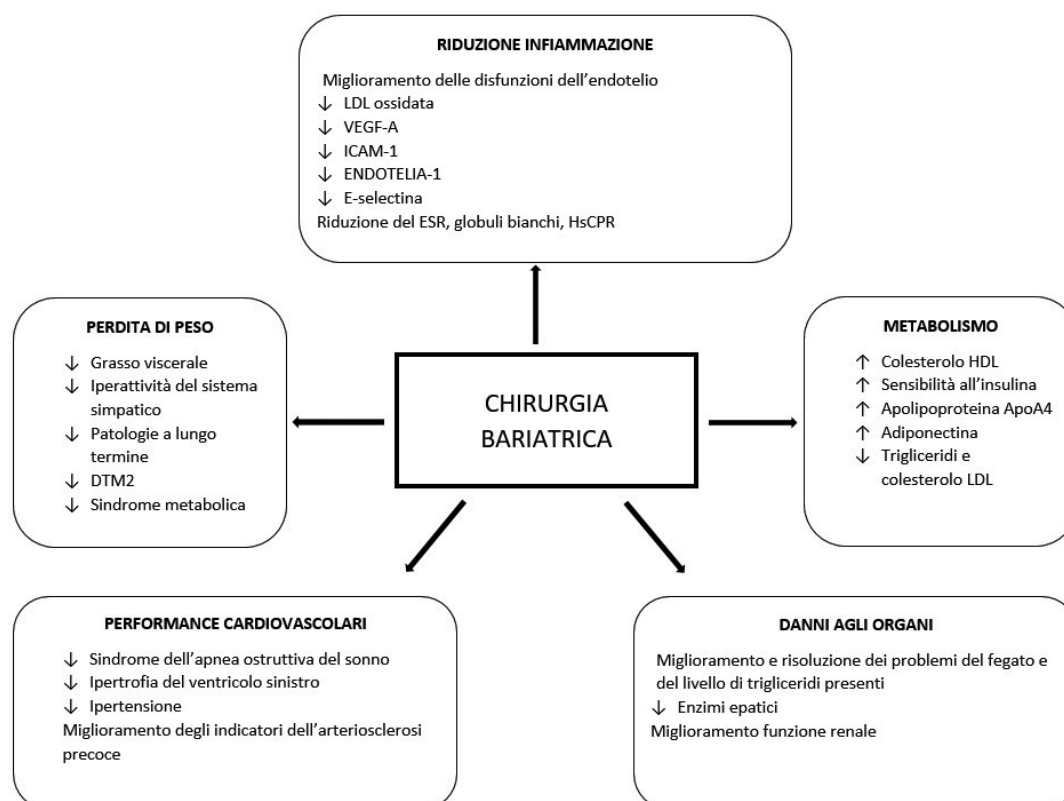 RIDUZIONE INFIAMMAZIONE
Miglioramento delle disfunzioni dell'endotelio
↓ LDL ossidata
↓ VEGF-A
↓ ICAM-1
↓ ENDOTELIA-1
↓ E-selectina
Riduzione del ESR, globuli bianchi, HsCPR
PERDITA DI PESO
↓ Grasso viscerale
↓ Iperattività del sistema
simpatico
↓ Patologie a lungo
termine
↓ DTM2
↓ Sindrome metabolica
CHIRURGIA
BARIATRICA
METABOLISMO
↑ Colesterolo HDL
↑ Sensibilità all'insulina
↑ Apolipoproteina ApoA4
↑ Adiponectina
↓ Trigliceridi e
colesterolo LDL
PERFORMANCE CARDIOVASCOLARI
↓ Sindrome dell'apnea ostruttiva del sonno
↓ Ipertrofia del ventricolo sinistro
↓ Ipertensione
Miglioramento degli indicatori dell'arteriosclerosi
precoce
DANNI AGLI ORGANI
Miglioramento e risoluzione dei problemi del fegato e
del livello di trigliceridi presenti
↓ Enzimi epatici
Miglioramento funzione renale